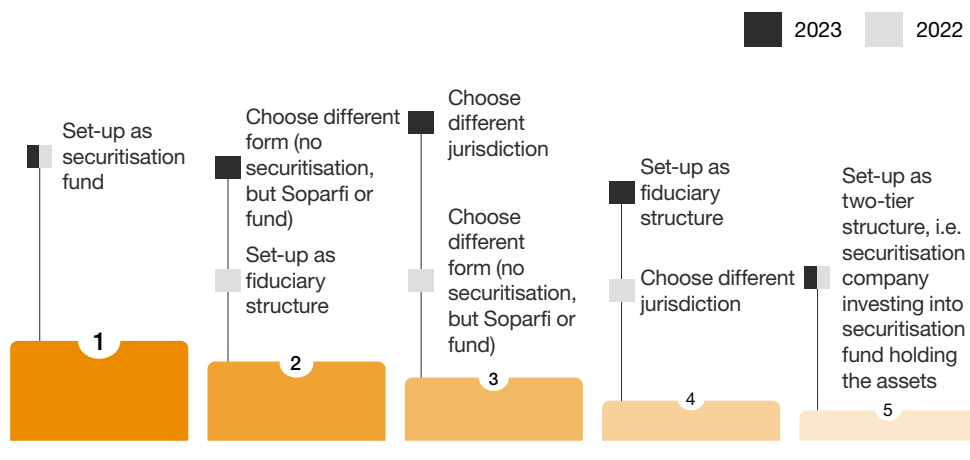 2023
2022
Set-up as
securitisation
fund
1
Choose different
form (no
securitisation,
but Soparfi or
fund)
Set-up as
fiduciary
structure
2
Choose
different
jurisdiction
Choose
different
form (no
securitisation,
but Soparfi or
fund)
3
Set-up as
fiduciary
structure
Choose different
jurisdiction
4
Set-up as
two-tier
structure, i.e.
securitisation
company
investing into
securitisation
fund holding
the assets
5